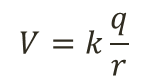 V = k q/r